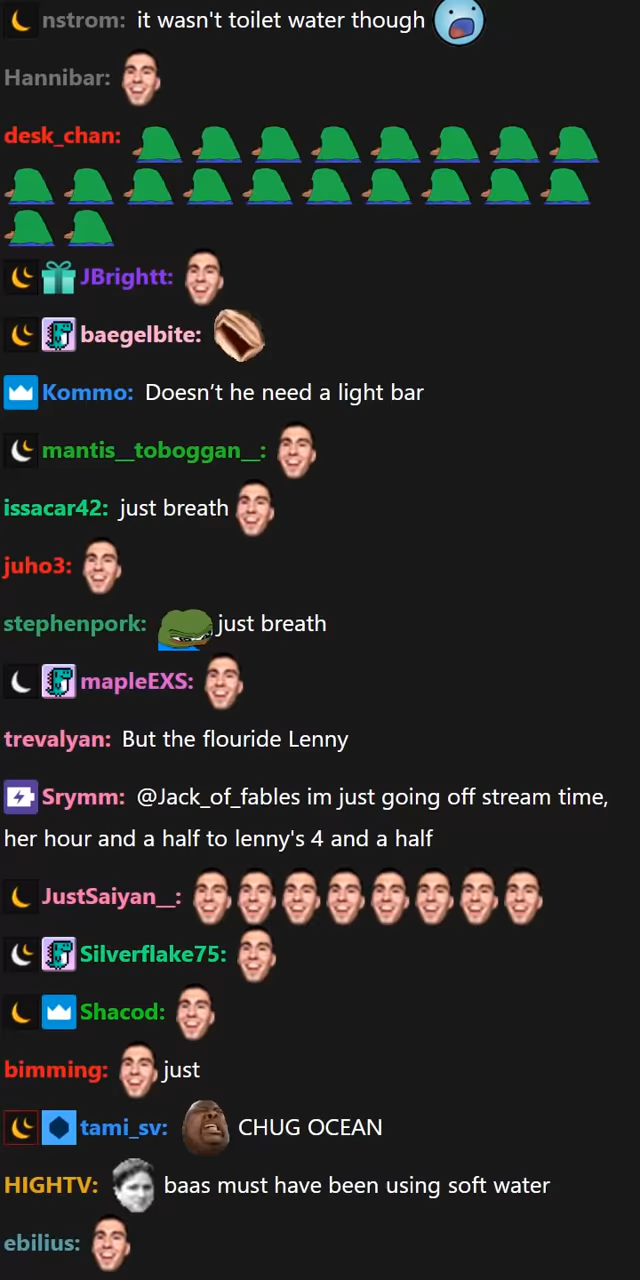 nstrom: it wasn't toilet water though
Hannibar:
desk_chan:
JBrightt:
baegelbite:
Kommo: Doesn’t he need a light bar
mantis__toboggan__:
issacar42: just breath
juho3:
stephenpork: just breath
mapleEXS:
trevalyan: But the flouride Lenny
Srymm: @Jack_of_fables im just going off stream time,
her hour and a half to lenny's 4 and a half
JustSaiyan__:
Silverflake75:
Shacod:
bimming: just
tami_sv: CHUG OCEAN
HIGHTV: baas must have been using soft water
ebilius: